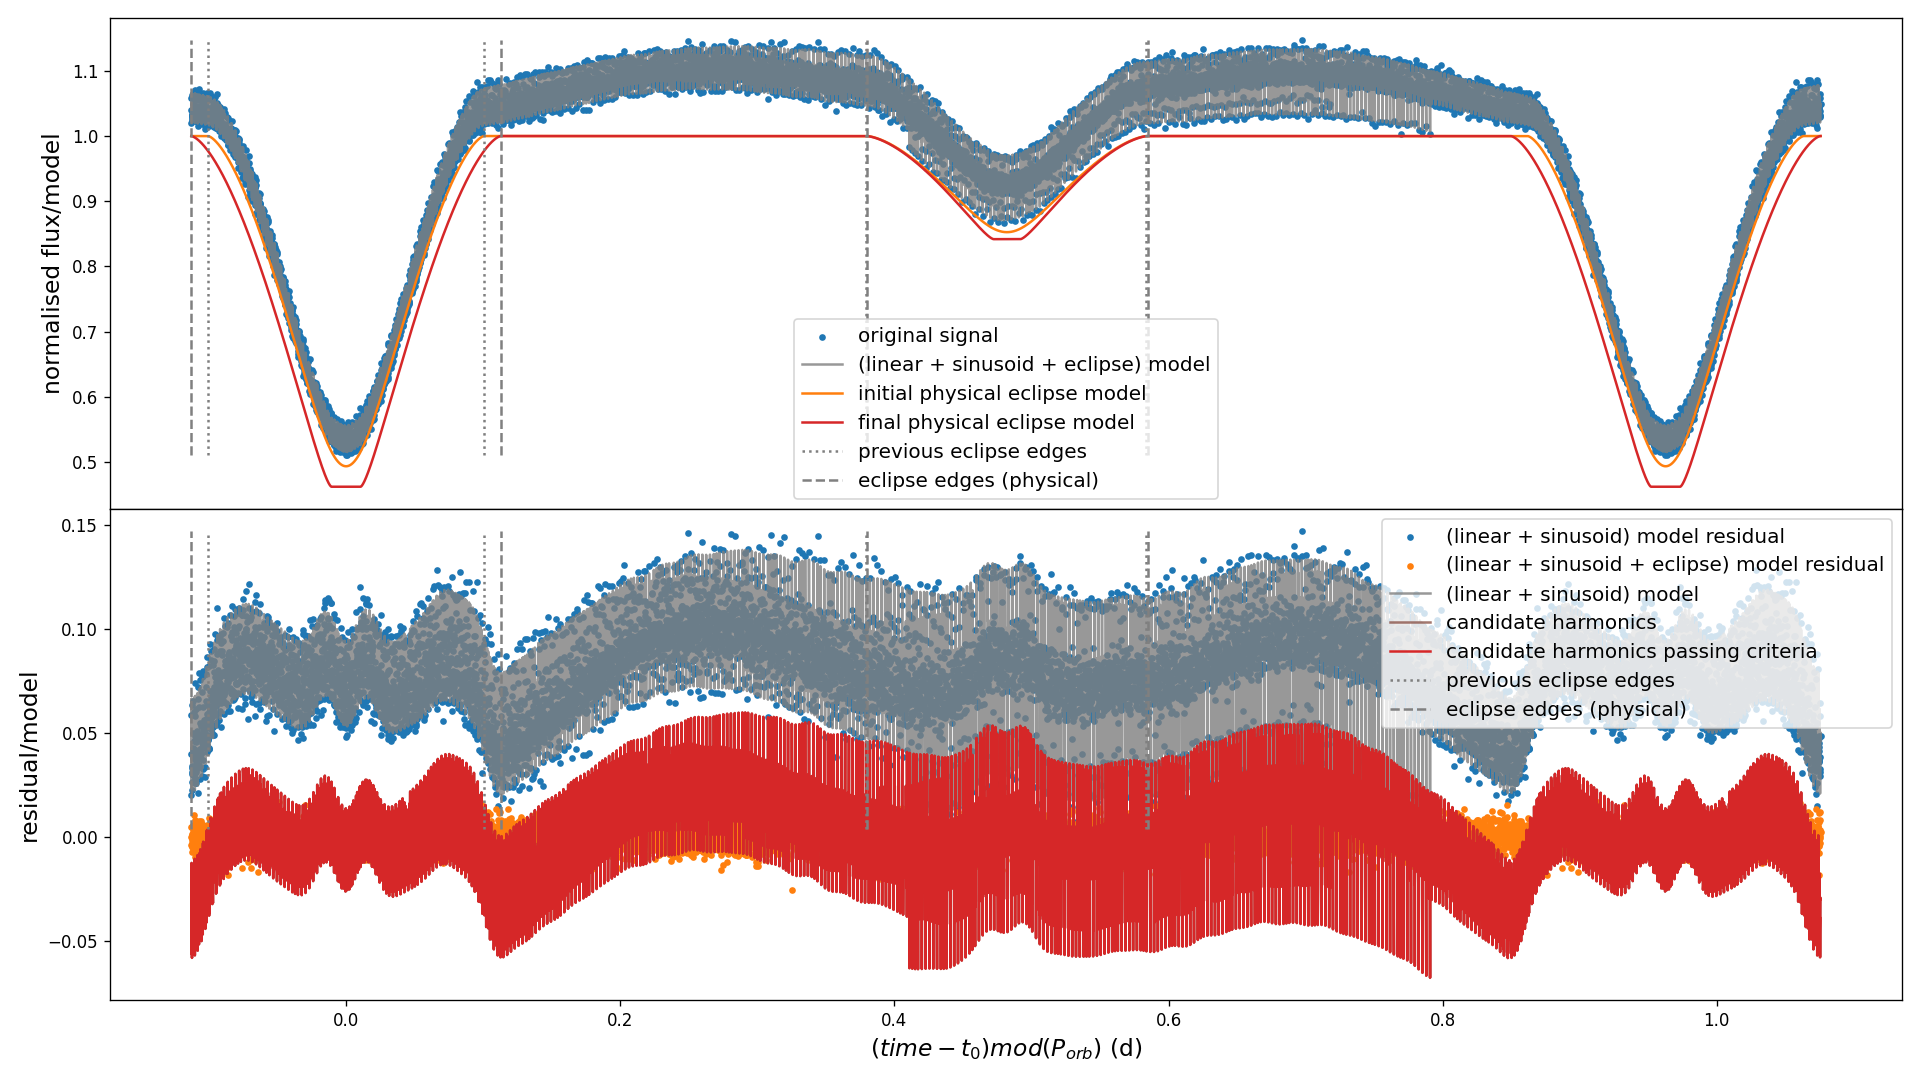 normalised flux/model
1.1
1.0
0.9
0.8
0.7
0.6
0.5
original signal
(linear + sinusoid + eclipse) model
initial physical eclipse model
final physical eclipse model
previous eclipse edges
eclipse edges (physical)
residual/model
0.15
0.10
0.05
0.00
−0.05
(linear + sinusoid) model residual
(linear + sinusoid + eclipse) model residual
(linear + sinusoid) model
candidate harmonics
candidate harmonics passing criteria
previous eclipse edges
eclipse edges (physical)
0.0 0.2 0.4 0.6 0.8 1.0
(time − t₀)mod(P_orb) (d)